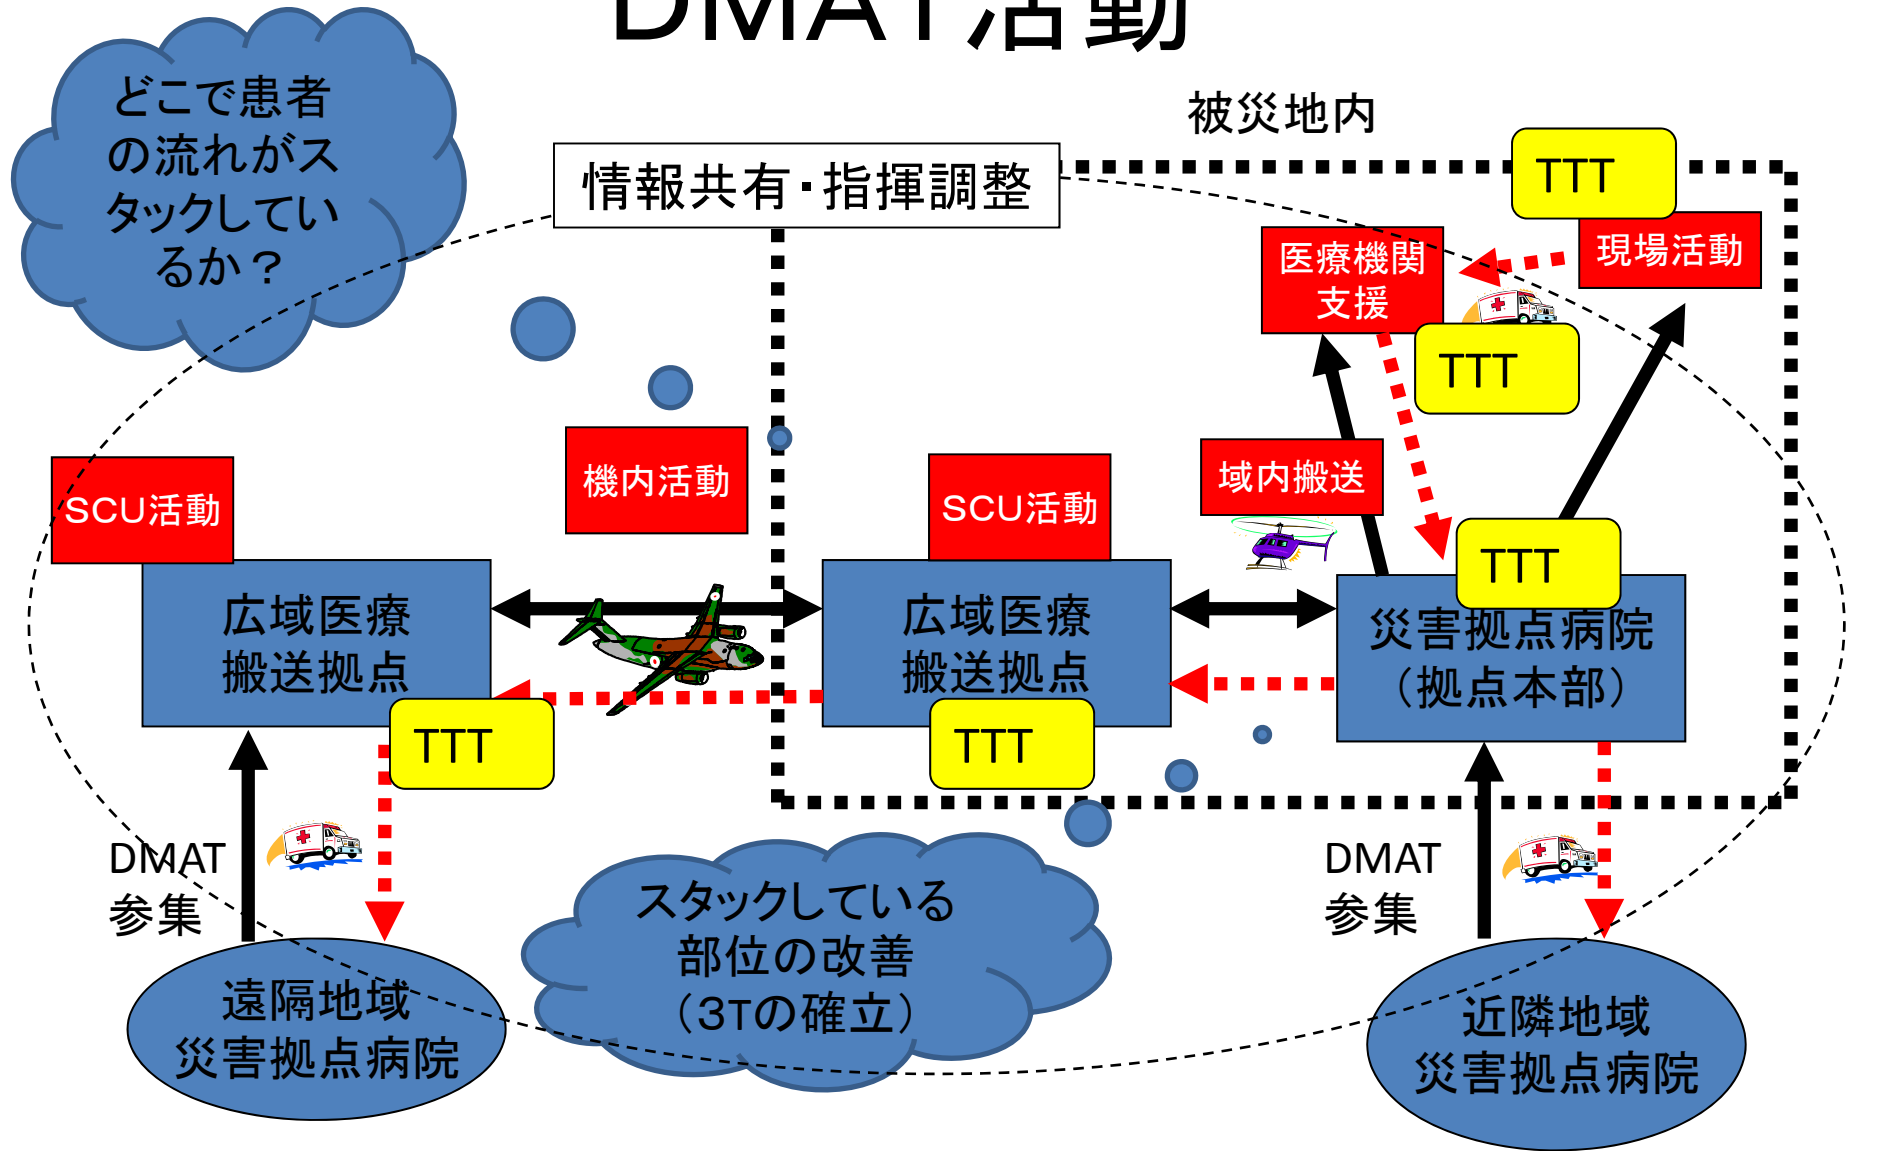 DMAT活動
どこで患者
の流れがス
タックしてい
るか？
被災地内
情報共有・指揮調整
TTT
医療機関
支援
現場活動
TTT
SCU活動
機内活動
SCU活動
域内搬送
TTT
広域医療
搬送拠点
広域医療
搬送拠点
災害拠点病院
（拠点本部）
TTT
TTT
DMAT
参集
スタックしている
部位の改善
（3Tの確立）
DMAT
参集
遠隔地域
災害拠点病院
近隣地域
災害拠点病院